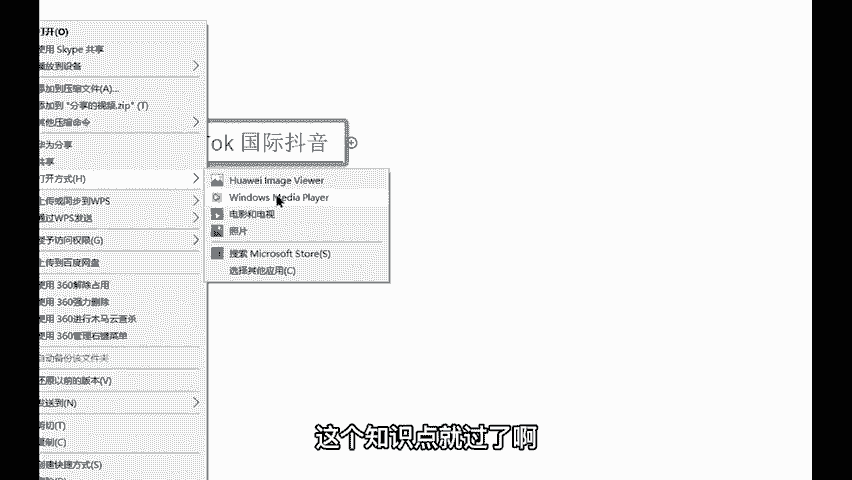 打开(O)
使用 Skype 共享
播放到设备
添加到压缩文件(A)...
添加到 "分享的视频.zip" (T)
其他压缩命令
华为分享
共享
打开方式(H)
上传或同步到WPS
通过WPS发送
授予访问权限(G)
上传到百度网盘
使用 360解除占用
使用 360强力删除
使用 360进行木马云查杀
使用 360管理右键菜单
自动备份该文件夹
还原以前的版本(V)
发送到(N)
剪切(T)
复制(C)
创建快捷方式(S)
Tok 国际抖音
Huawei Image Viewer
Windows Media Player
电影和电视
照片
搜索 Microsoft Store(S)
选择其他应用(C)
这个知识点就过了啊